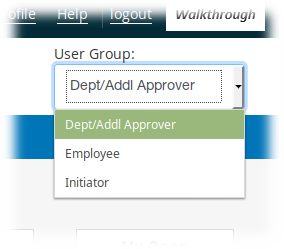 ofile Help logout Walkthrough
User Group:
Dept/Addl Approver
Dept/Addl Approver
Employee
Initiator